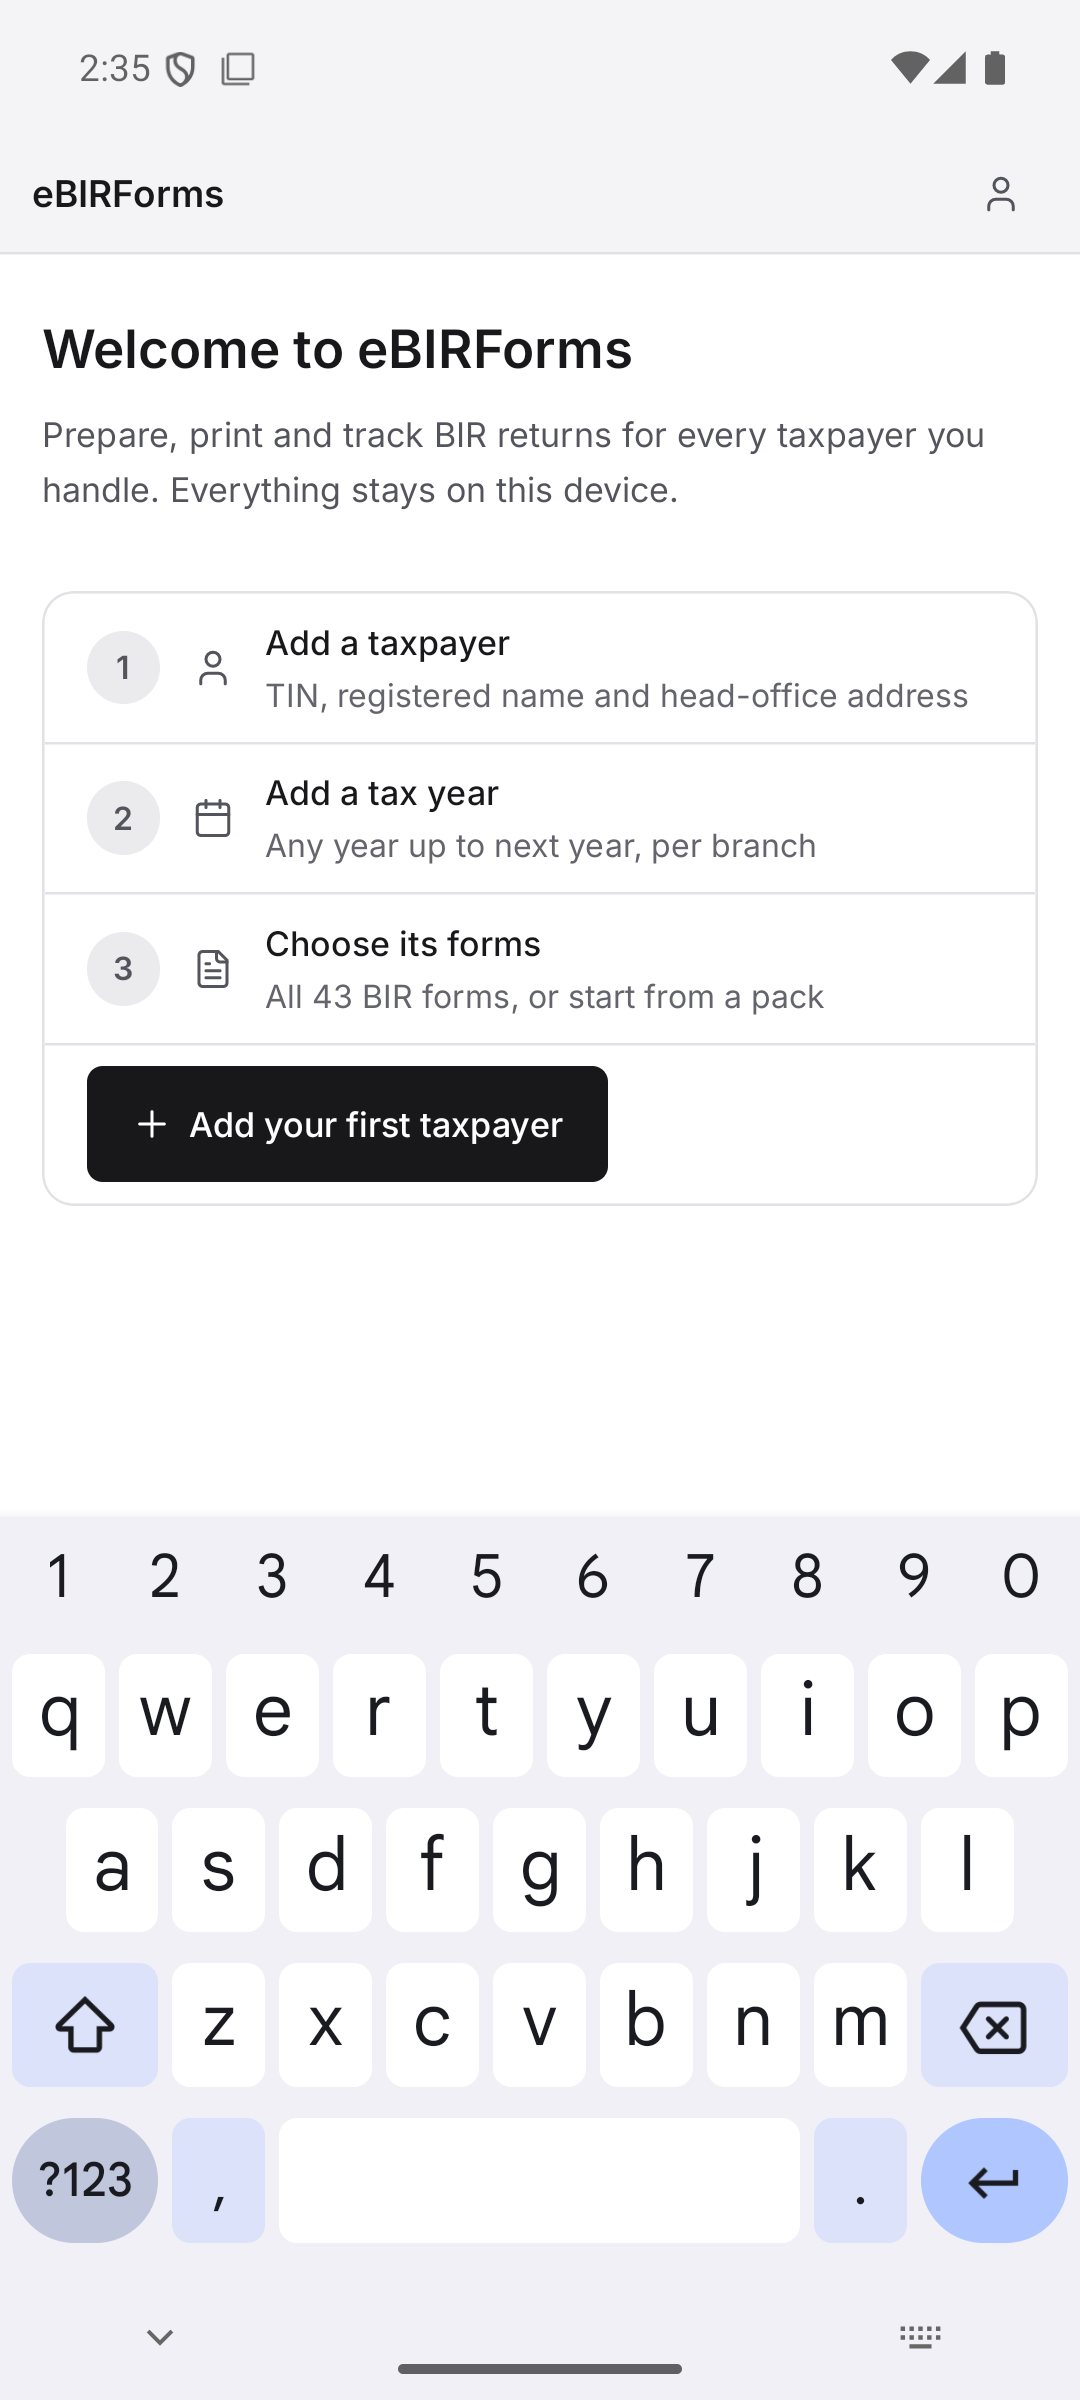 2:35
eBIRForms
Welcome to eBIRForms
Prepare, print and track BIR returns for every taxpayer you
handle. Everything stays on this device.
1
Add a taxpayer
TIN, registered name and head-office address
2
Add a tax year
Any year up to next year, per branch
3
Choose its forms
All 43 BIR forms, or start from a pack
Add your first taxpayer
1 2 3 4 5 6 7 8 9 0
q w e r t y u i o p
a s d f g h j k l
z x c v b n m
?123 , .